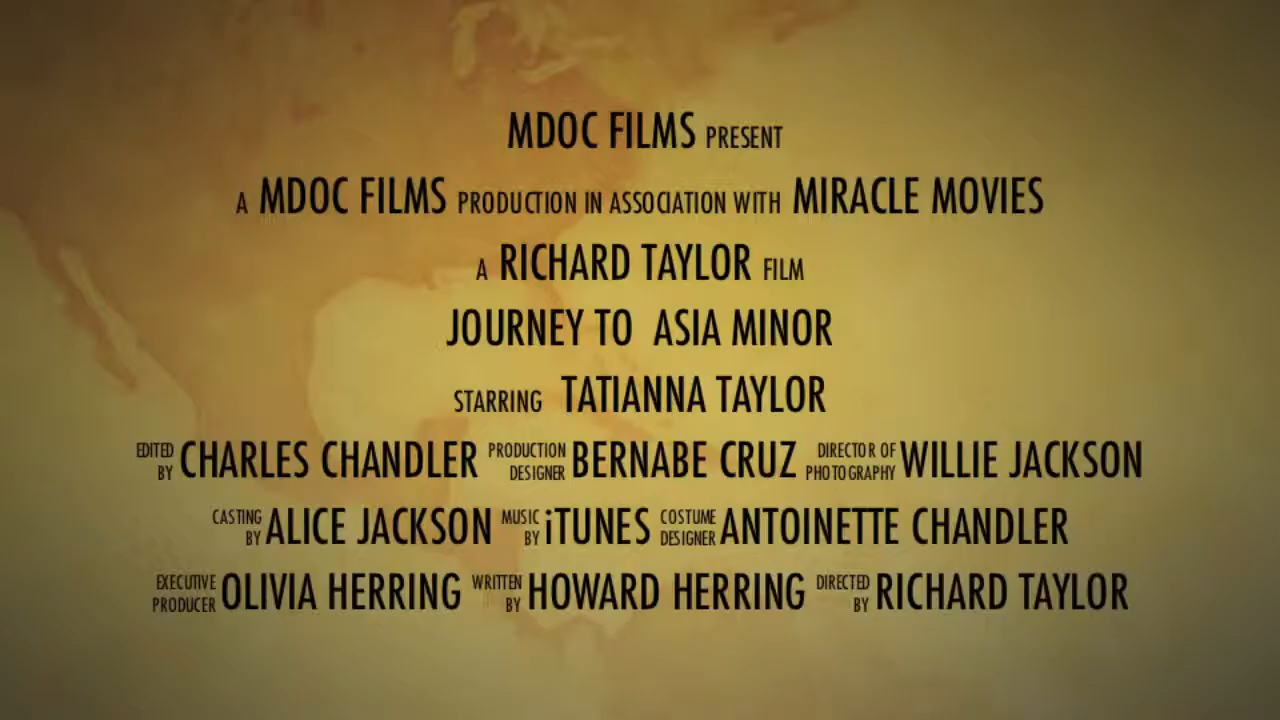 MDOC FILMS PRESENT
A MDOC FILMS PRODUCTION IN ASSOCIATION WITH MIRACLE MOVIES
A RICHARD TAYLOR FILM
JOURNEY TO ASIA MINOR
STARRING TATIANNA TAYLOR
EDITED BY CHARLES CHANDLER PRODUCTION DESIGNER BERNABE CRUZ DIRECTOR OF PHOTOGRAPHY WILLIE JACKSON
CASTING BY ALICE JACKSON MUSIC BY iTUNES COSTUME DESIGNER ANTOINETTE CHANDLER
EXECUTIVE PRODUCER OLIVIA HERRING WRITTEN BY HOWARD HERRING DIRECTED BY RICHARD TAYLOR